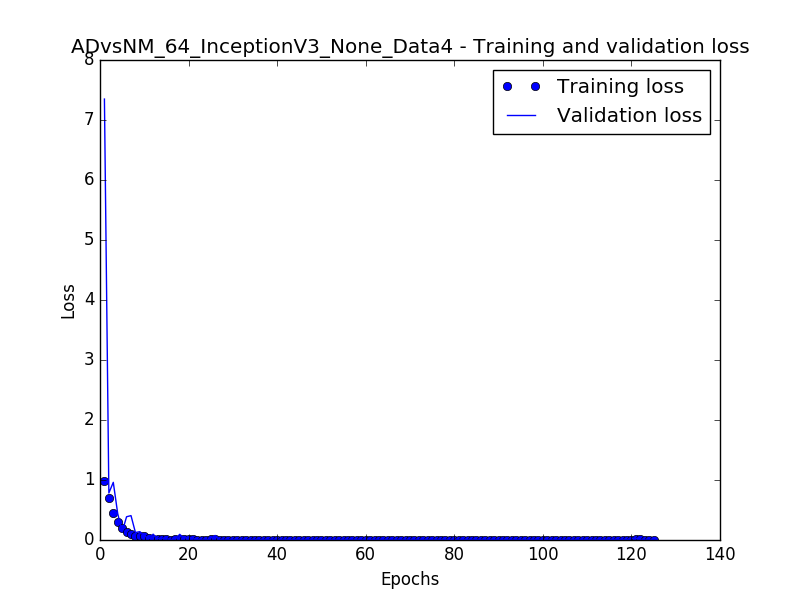 ADvsNM_64_InceptionV3_None_Data4 - Training and validation loss
Training loss
Validation loss
8
7
6
5
4
3
2
1
0
Loss
0 20 40 60 80 100 120 140
Epochs